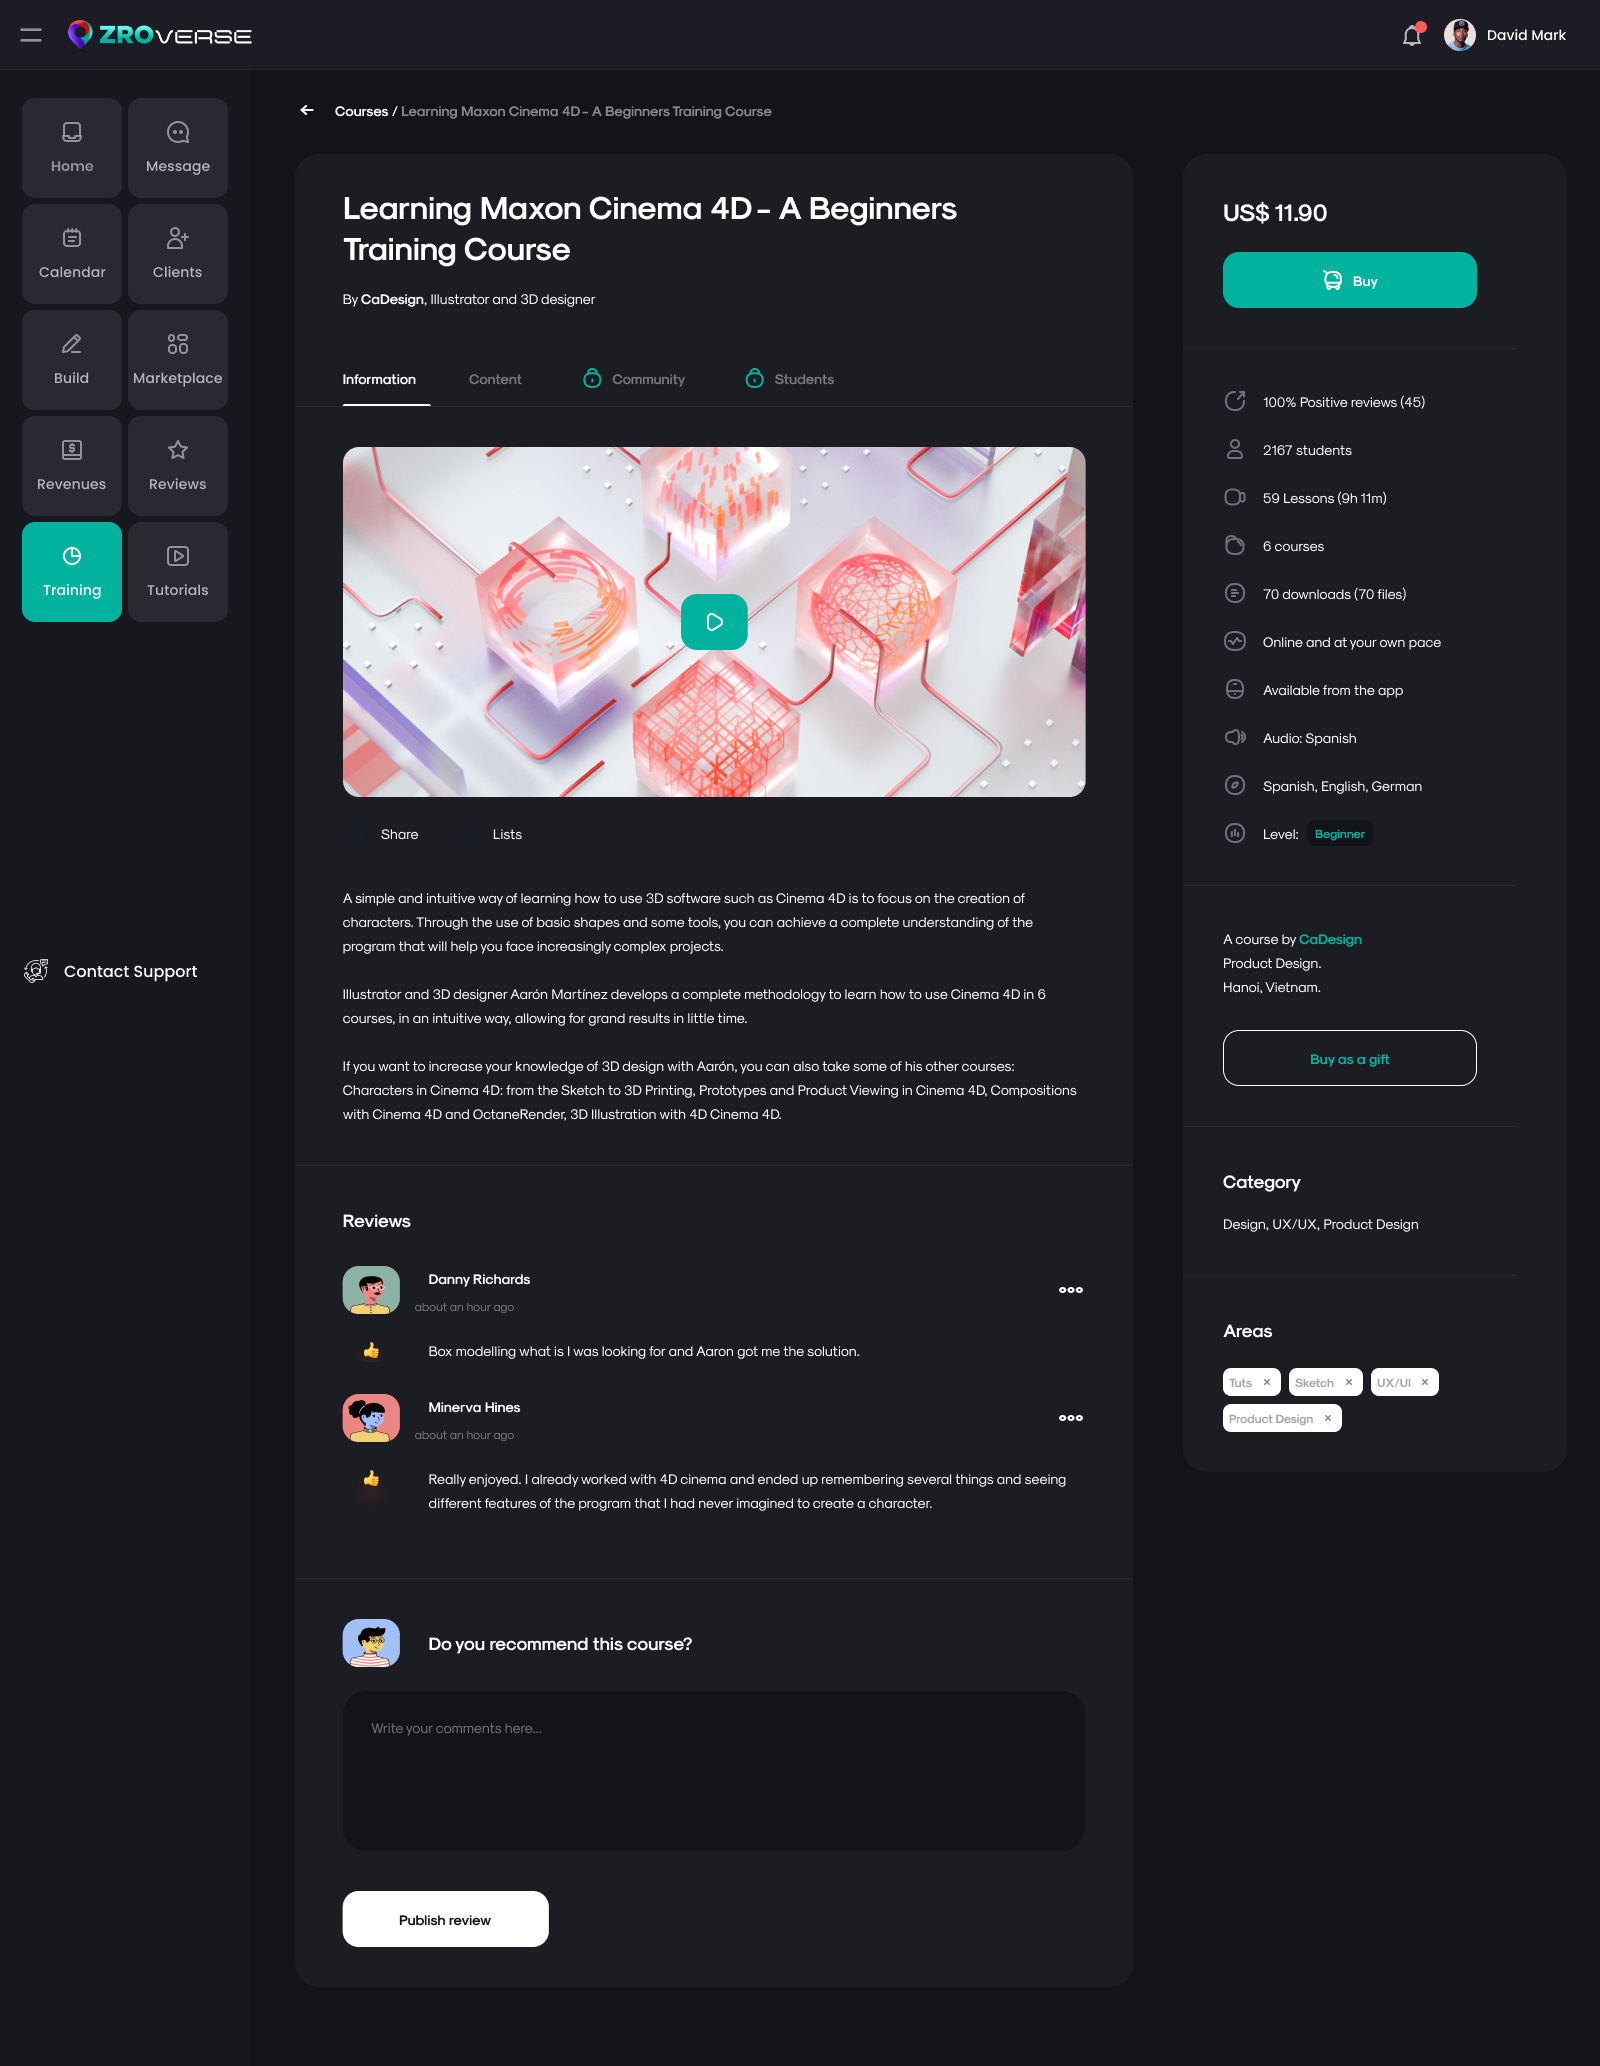 ZROVERSE
David Mark
Home
Message
Calendar
Clients
Build
Marketplace
Revenues
Reviews
Training
Tutorials
Contact Support
Courses / Learning Maxon Cinema 4D - A Beginners Training Course
Learning Maxon Cinema 4D - A Beginners
Training Course
By CaDesign, Illustrator and 3D designer
Information
Content
Community
Students
Share
Lists
A simple and intuitive way of learning how to use 3D software such as Cinema 4D is to focus on the creation of
characters. Through the use of basic shapes and some tools, you can achieve a complete understanding of the
program that will help you face increasingly complex projects.
Illustrator and 3D designer Aarón Martínez develops a complete methodology to learn how to use Cinema 4D in 6
courses, in an intuitive way, allowing for grand results in little time.
If you want to increase your knowledge of 3D design with Aarón, you can also take some of his other courses:
Characters in Cinema 4D: from the Sketch to 3D Printing, Prototypes and Product Viewing in Cinema 4D, Compositions
with Cinema 4D and OctaneRender, 3D Illustration with 4D Cinema 4D.
Reviews
Danny Richards
about an hour ago
Box modelling what is I was looking for and Aaron got me the solution.
Minerva Hines
about an hour ago
Really enjoyed. I already worked with 4D cinema and ended up remembering several things and seeing
different features of the program that I had never imagined to create a character.
Do you recommend this course?
Write your comments here...
Publish review
US$ 11.90
Buy
100% Positive reviews (45)
2167 students
59 Lessons (9h 11m)
6 courses
70 downloads (70 files)
Online and at your own pace
Available from the app
Audio: Spanish
Spanish, English, German
Level: Beginner
A course by CaDesign
Product Design.
Hanoi, Vietnam.
Buy as a gift
Category
Design, UX/UX, Product Design
Areas
Tuts ×
Sketch ×
UX/UI ×
Product Design ×